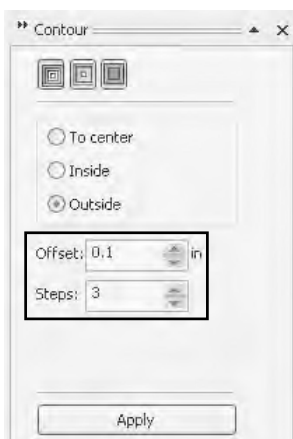 Contour
To center
Inside
Outside
Offset: 0.1 in
Steps: 3
Apply